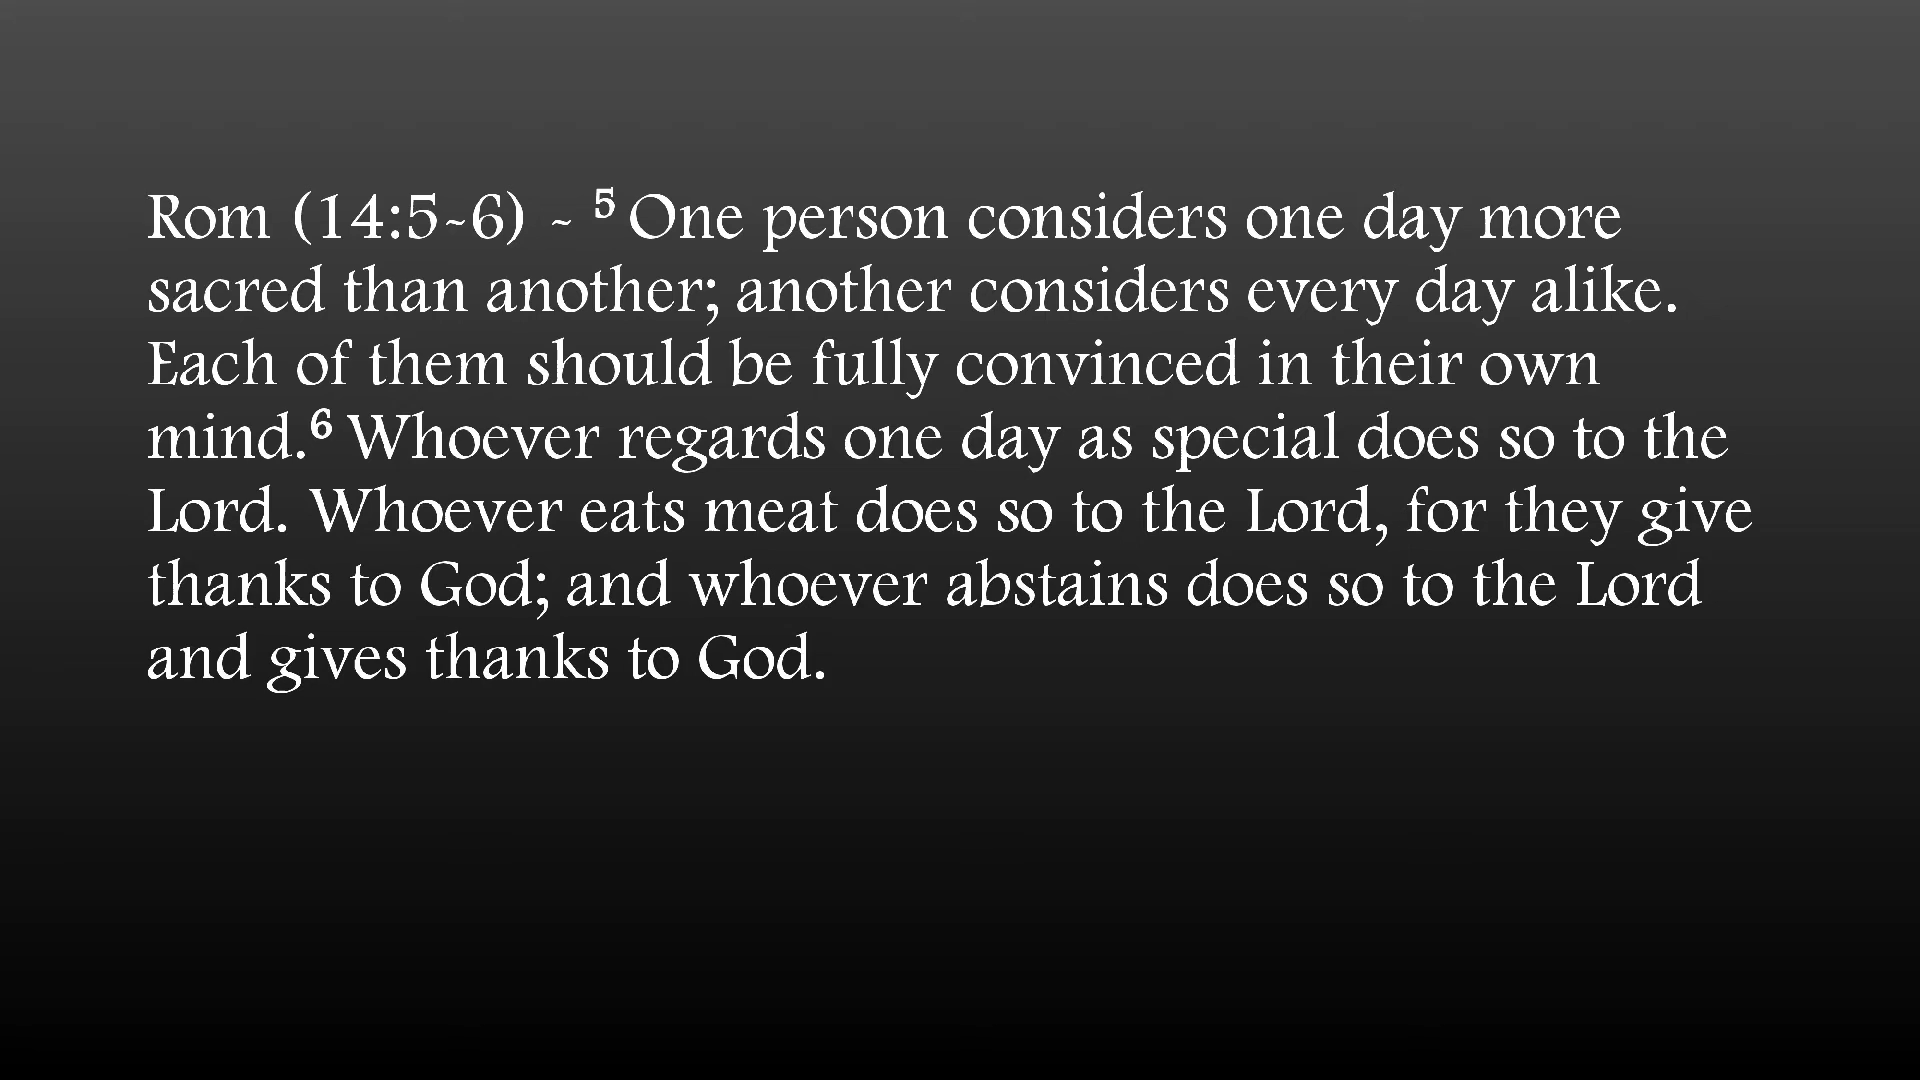 Rom (14:5-6) - ⁵ One person considers one day more
sacred than another; another considers every day alike.
Each of them should be fully convinced in their own
mind.⁶ Whoever regards one day as special does so to the
Lord. Whoever eats meat does so to the Lord, for they give
thanks to God; and whoever abstains does so to the Lord
and gives thanks to God.